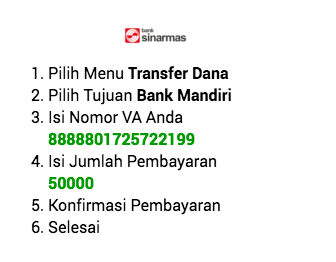 bank
sinarmas
1. Pilih Menu Transfer Dana
2. Pilih Tujuan Bank Mandiri
3. Isi Nomor VA Anda
8888801725722199
4. Isi Jumlah Pembayaran
50000
5. Konfirmasi Pembayaran
6. Selesai